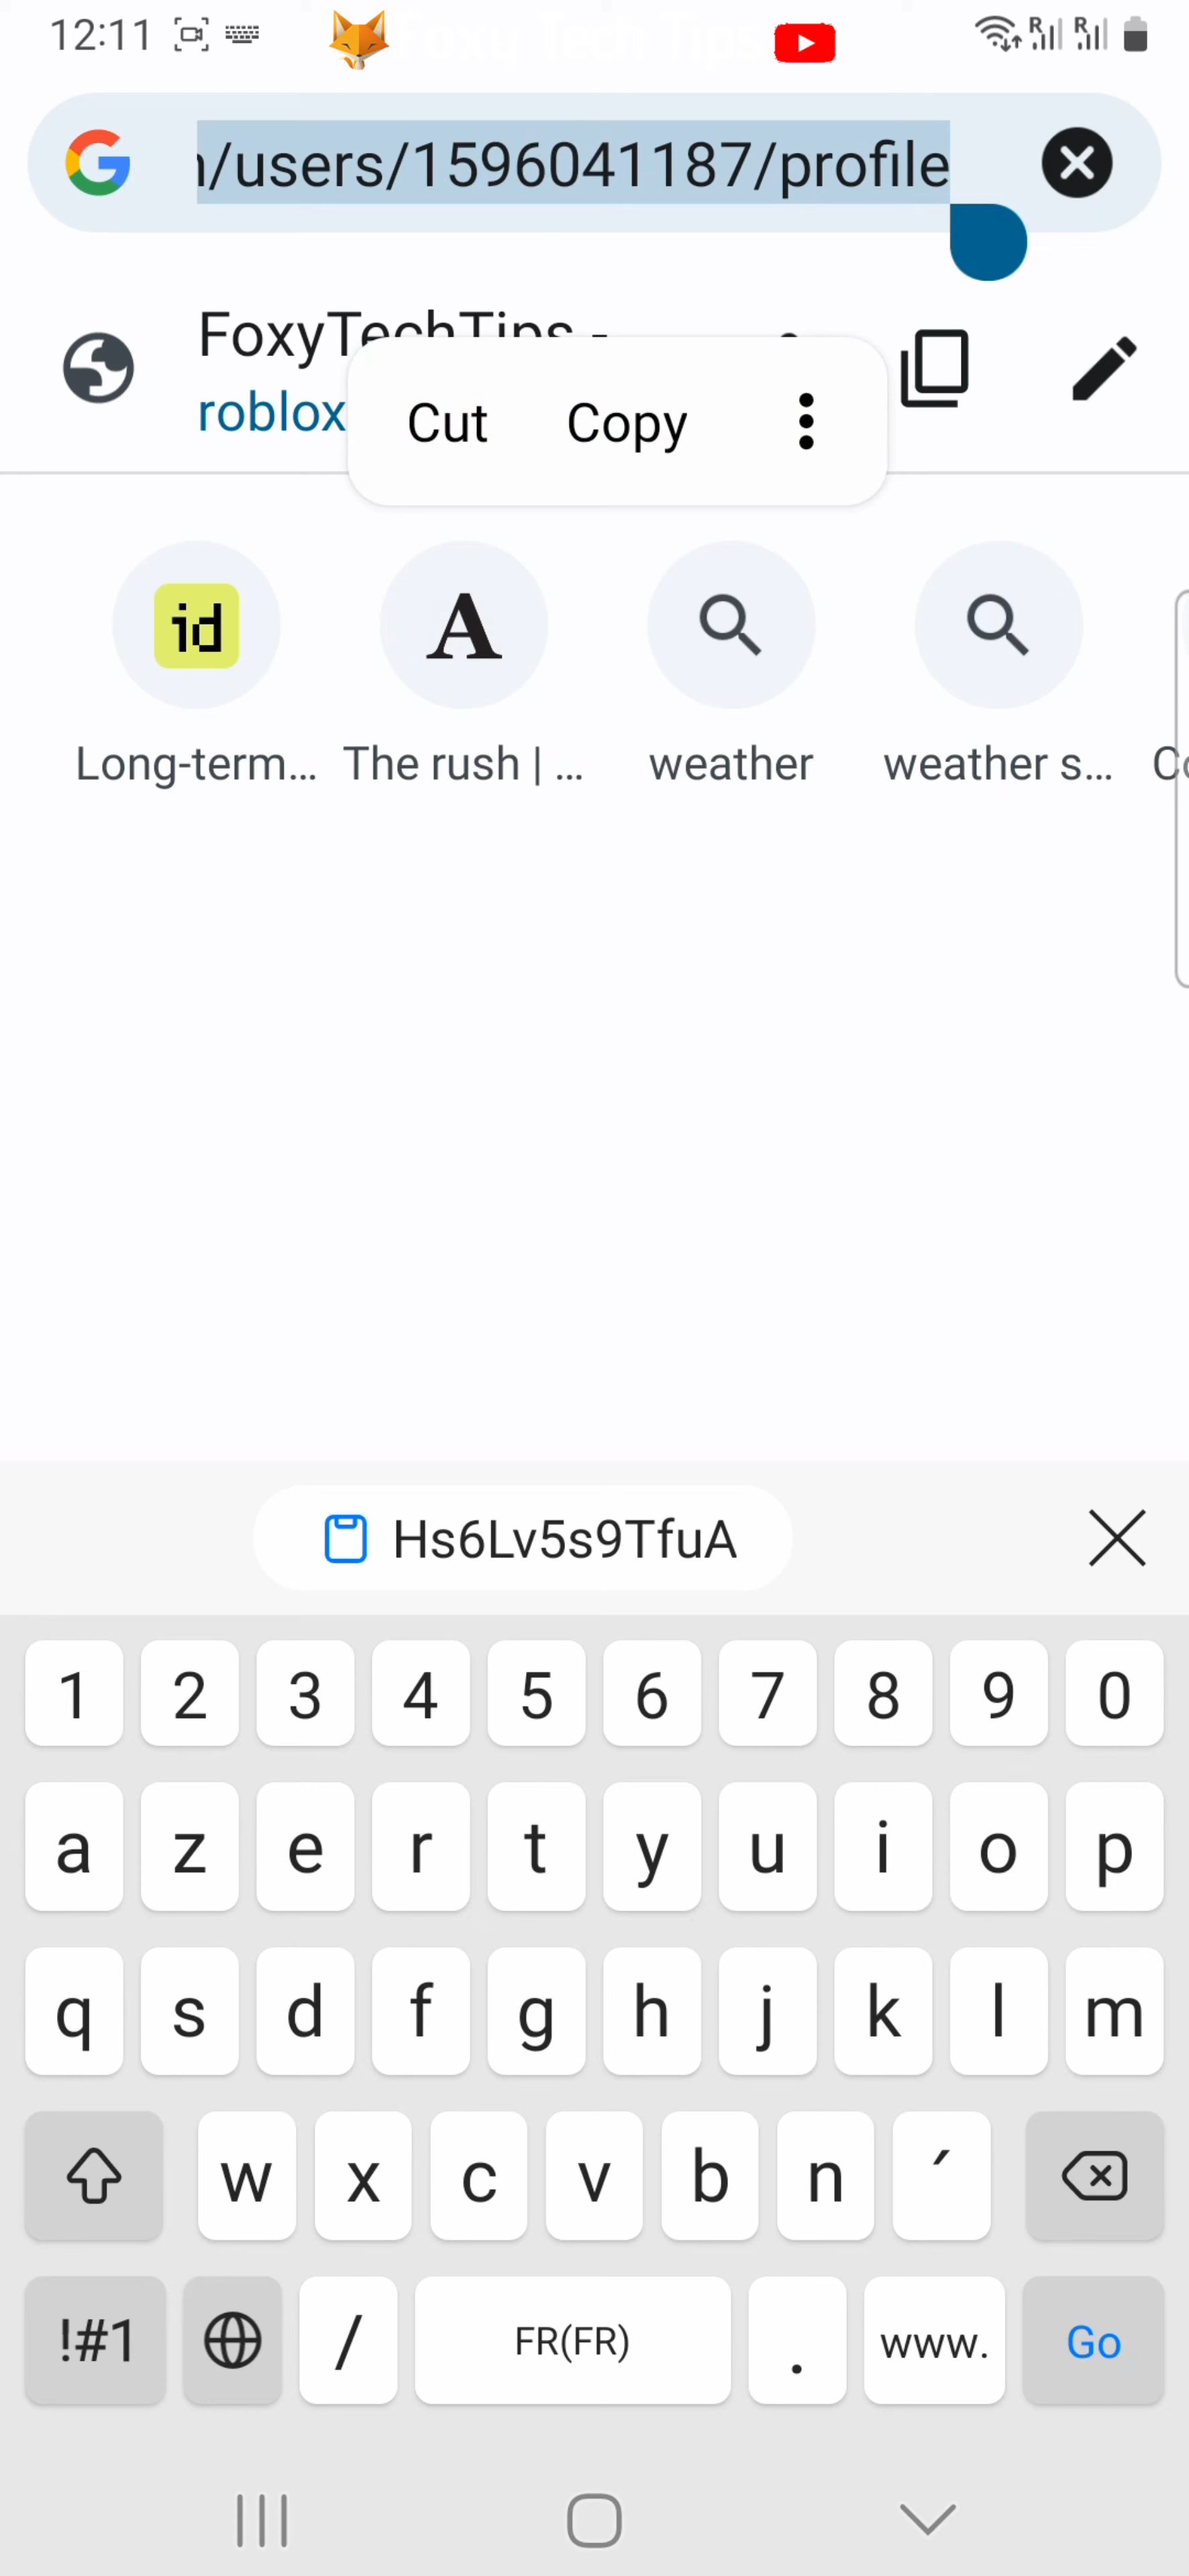 12:11
/users/1596041187/profile
FoxyTechTips -
roblox
Cut Copy
id A
Long-term... The rush | ... weather weather s...
Hs6Lv5s9TfuA
1 2 3 4 5 6 7 8 9 0
a z e r t y u i o p
q s d f g h j k l m
w x c v b n ´
!#1 / FR(FR) . www. Go